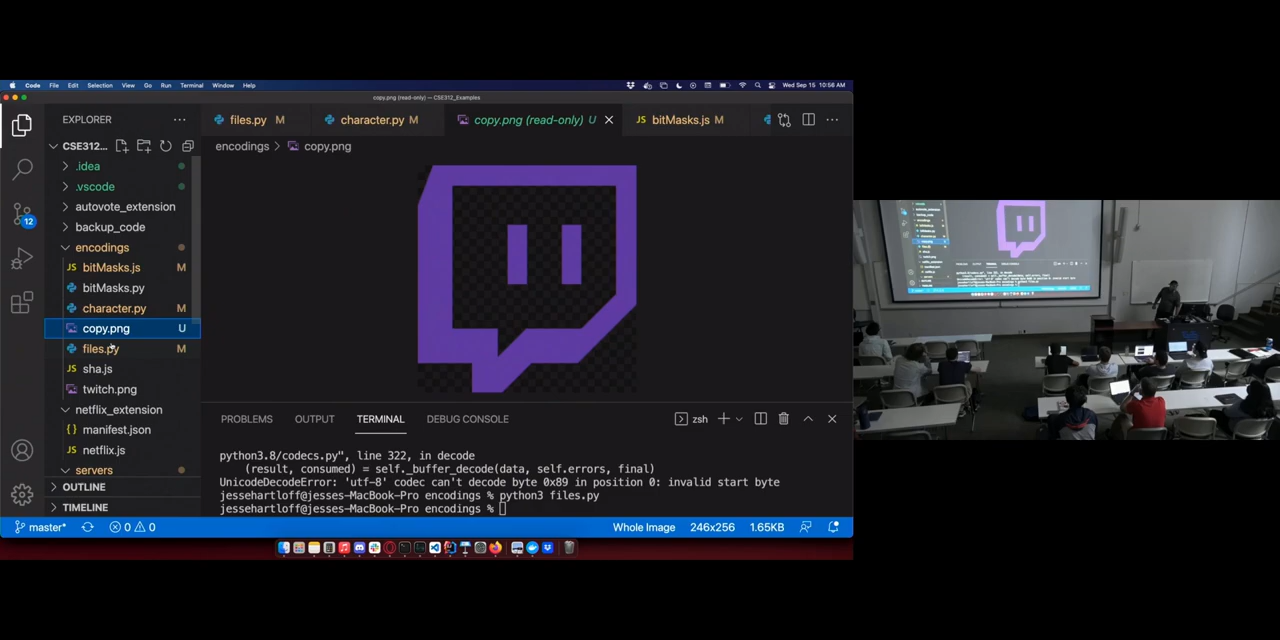 Code File Edit Selection View Go Run Terminal Window Help
Wed Sep 15 10:58 AM
copy.png (read-only) — CSE312_Examples
EXPLORER
files.py M
character.py M
copy.png (read-only) U
JS bitMasks.js M
encodings > copy.png
CSE312...
.idea
.vscode
autovote_extension
backup_code
encodings
JS bitMasks.js M
bitMasks.py
character.py M
copy.png U
files.py M
JS sha.js
twitch.png
netflix_extension
{} manifest.json
JS netflix.js
servers
OUTLINE
TIMELINE
12
PROBLEMS OUTPUT TERMINAL DEBUG CONSOLE
zsh
python3.8/codecs.py", line 322, in decode
(result, consumed) = self._buffer_decode(data, self.errors, final)
UnicodeDecodeError: 'utf-8' codec can't decode byte 0x89 in position 0: invalid start byte
jessehartloff@jesses-MacBook-Pro encodings % python3 files.py
jessehartloff@jesses-MacBook-Pro encodings %
master* 0 0 Whole Image 246x256 1.65KB